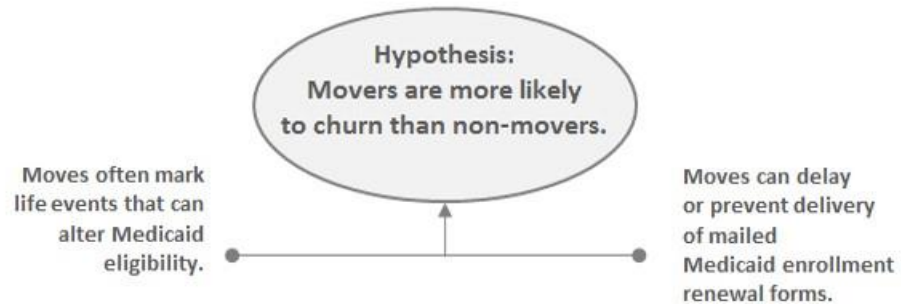 Hypothesis:
Movers are more likely
to churn than non-movers.
Moves often mark
life events that can
alter Medicaid
eligibility.
Moves can delay
or prevent delivery
of mailed
Medicaid enrollment
renewal forms.